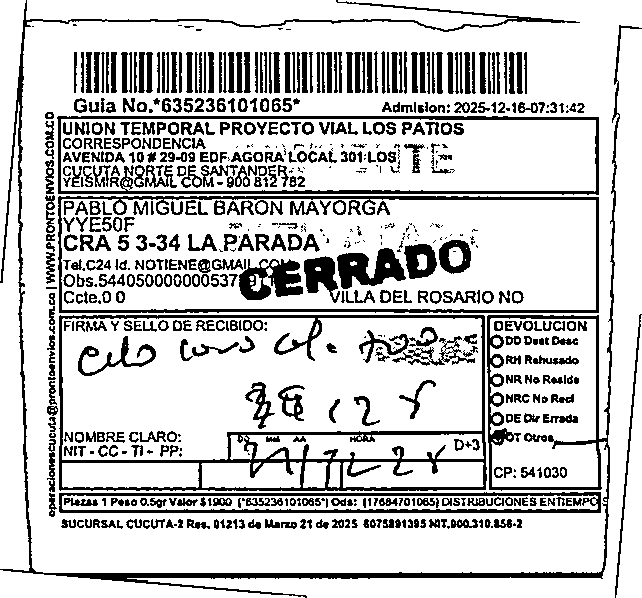 Guia No.*635236101065*
Admision: 2025-12-16-07:31:42
UNION TEMPORAL PROYECTO VIAL LOS PATIOS
CORRESPONDENCIA
AVENIDA 10 # 29-09 EDF AGORA LOCAL 301 LOS
CUCUTA NORTE DE SANTANDER
YEISMIR@GMAIL COM - 900 812 782
PABLO MIGUEL BARON MAYORGA
YYE50F
CRA 5 3-34 LA PARADA
Tel.C24 Id. NOTIENE@GMAIL.COM
CERRADO
Ccte.0 0
VILLA DEL ROSARIO NO
FIRMA Y SELLO DE RECIBIDO:
NOMBRE CLARO:
NIT - CC - TI - PP:
HORA
D+3
DEVOLUCION
DD Dest Desc
RH Rehusado
NR No Reside
NRC No Recl
DE Dir Errada
OT Otros
CP: 541030
Piezas 1 Peso 0.5gr Valor $1900 (*635236101065*) Ods: (17684701065) DISTRIBUCIONES ENTIEMPO S
SUCURSAL CUCUTA-2 Res. 01213 de Marzo 21 de 2025 6075891395 NIT.900.310.856-2
operacionescucuta@prontoenvios.com.co | WWW.PRONTOENVIOS.COM.CO